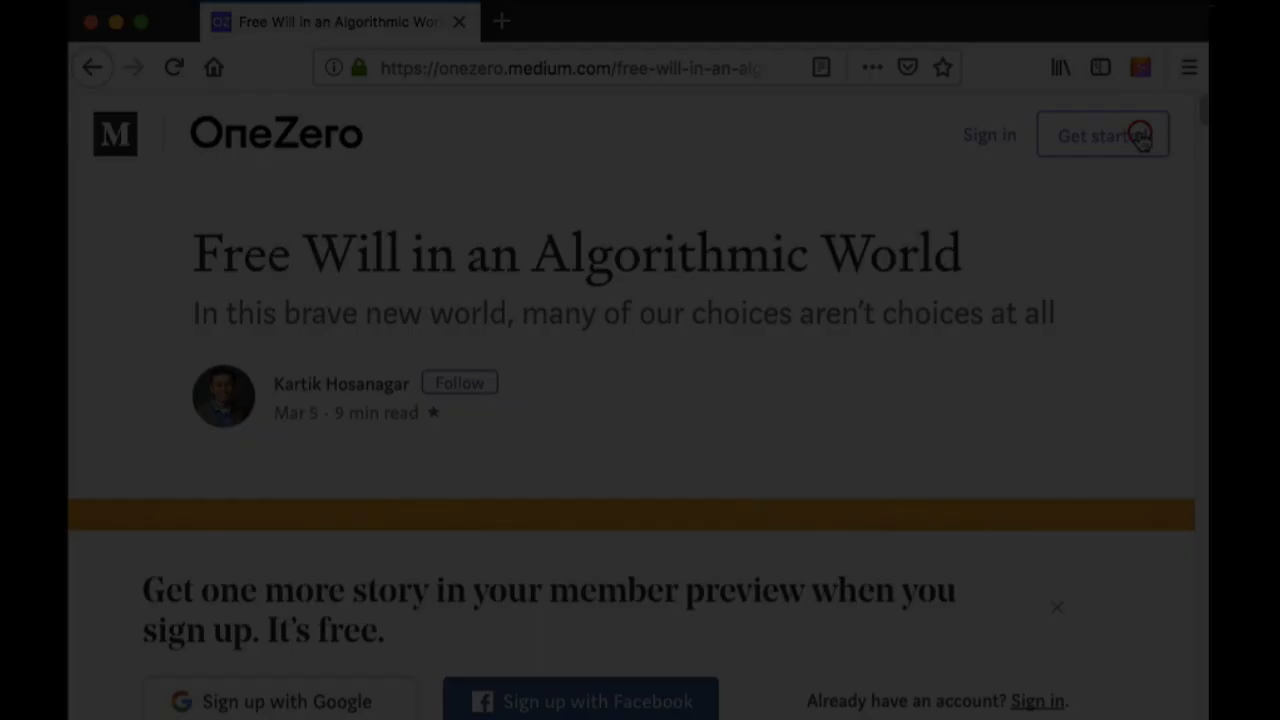 OZ Free Will in an Algorithmic Wor
https://onezero.medium.com/free-will-in-an-alg
M OneZero
Sign in
Get start
Free Will in an Algorithmic World
In this brave new world, many of our choices aren’t choices at all
Kartik Hosanagar Follow
Mar 5 · 9 min read ★
Get one more story in your member preview when you
sign up. It’s free.
G Sign up with Google
f Sign up with Facebook
Already have an account? Sign in.